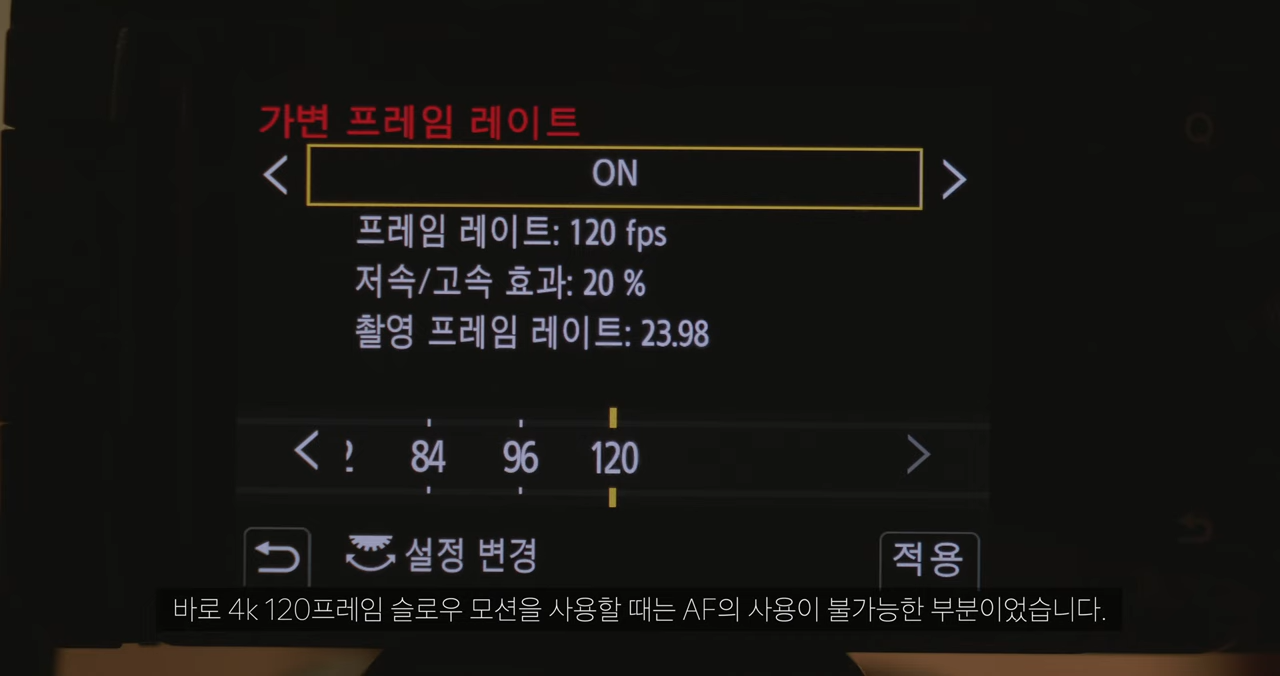 가변 프레임 레이트
ON
프레임 레이트: 120 fps
저속/고속 효과: 20 %
촬영 프레임 레이트: 23.98
84 96 120
설정 변경
적용
바로 4k 120프레임 슬로우 모션을 사용할 때는 AF의 사용이 불가능한 부분이었습니다.